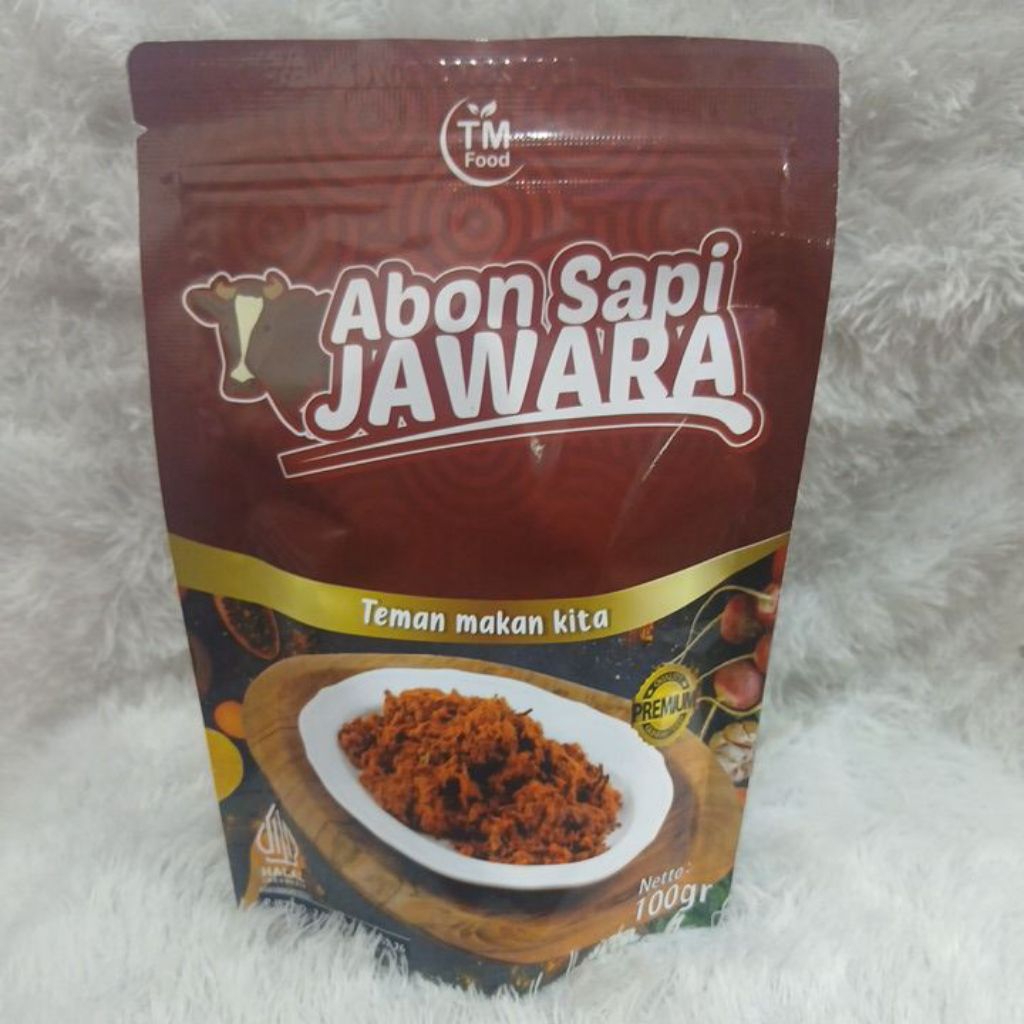 TM
Food
Abon Sapi
JAWARA
Teman makan kita
PREMIUM
HALAL
Netto:
100gr